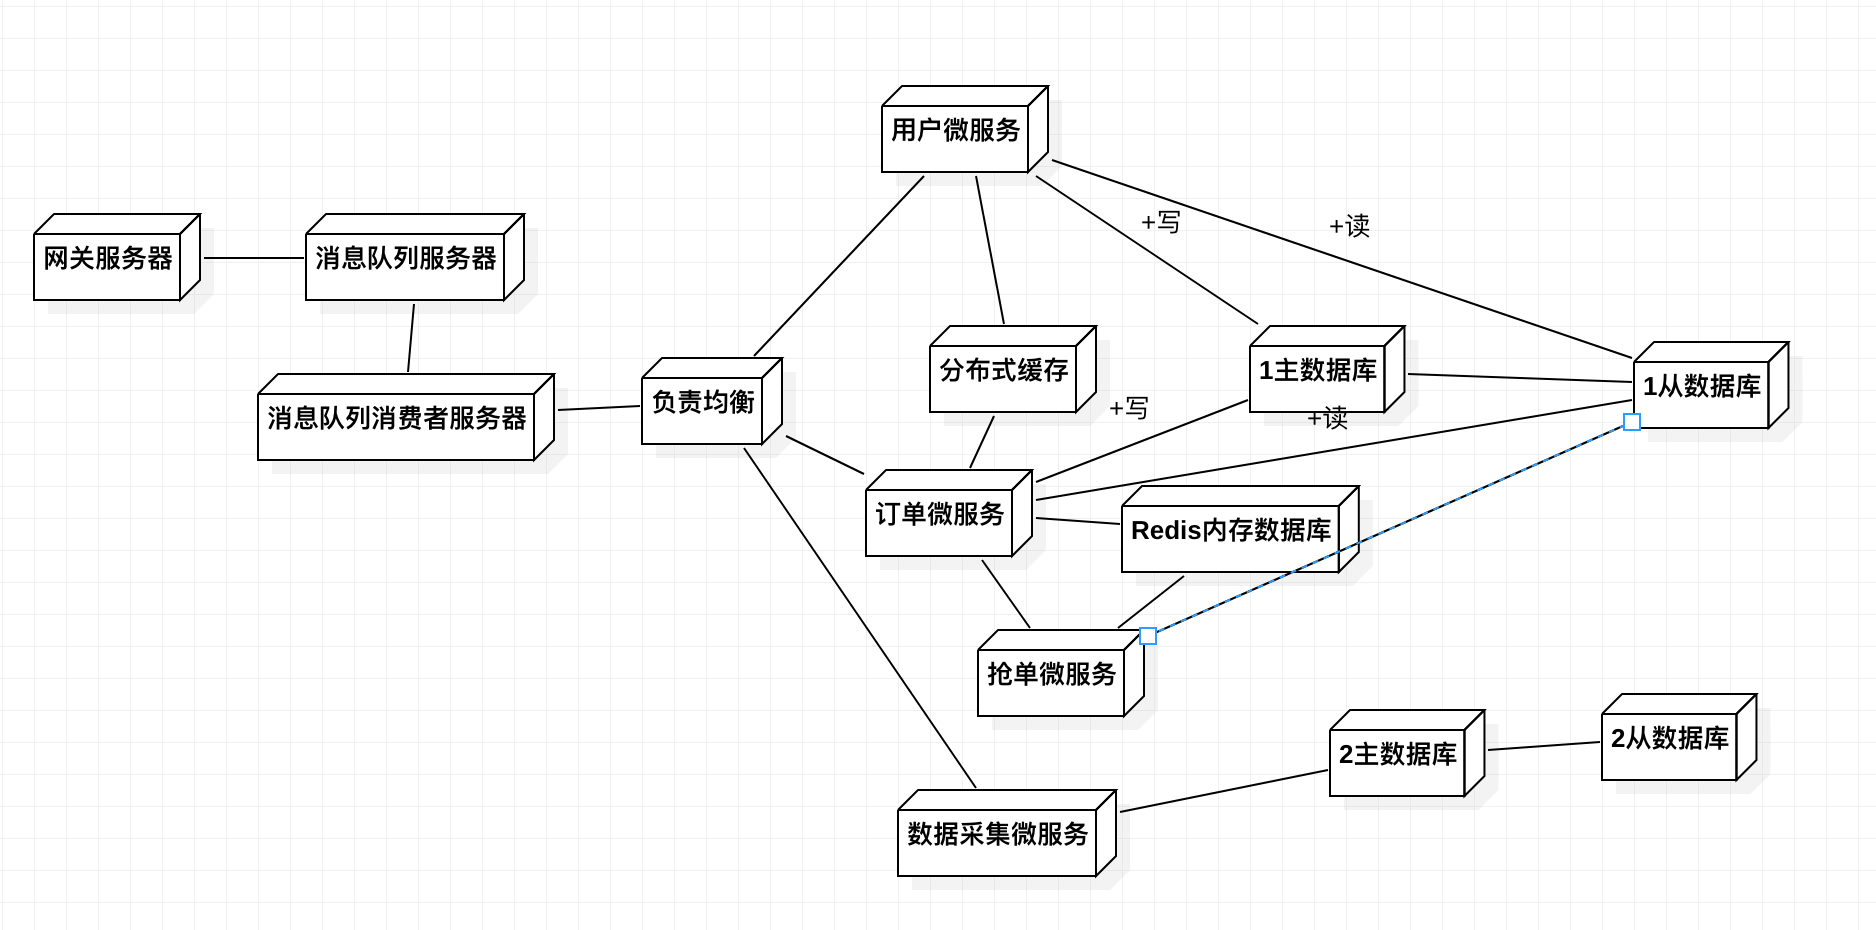 用户微服务
+写
+读
网关服务器
消息队列服务器
消息队列消费者服务器
负责均衡
分布式缓存
1主数据库
1从数据库
+写
+读
订单微服务
Redis内存数据库
抢单微服务
2主数据库
2从数据库
数据采集微服务